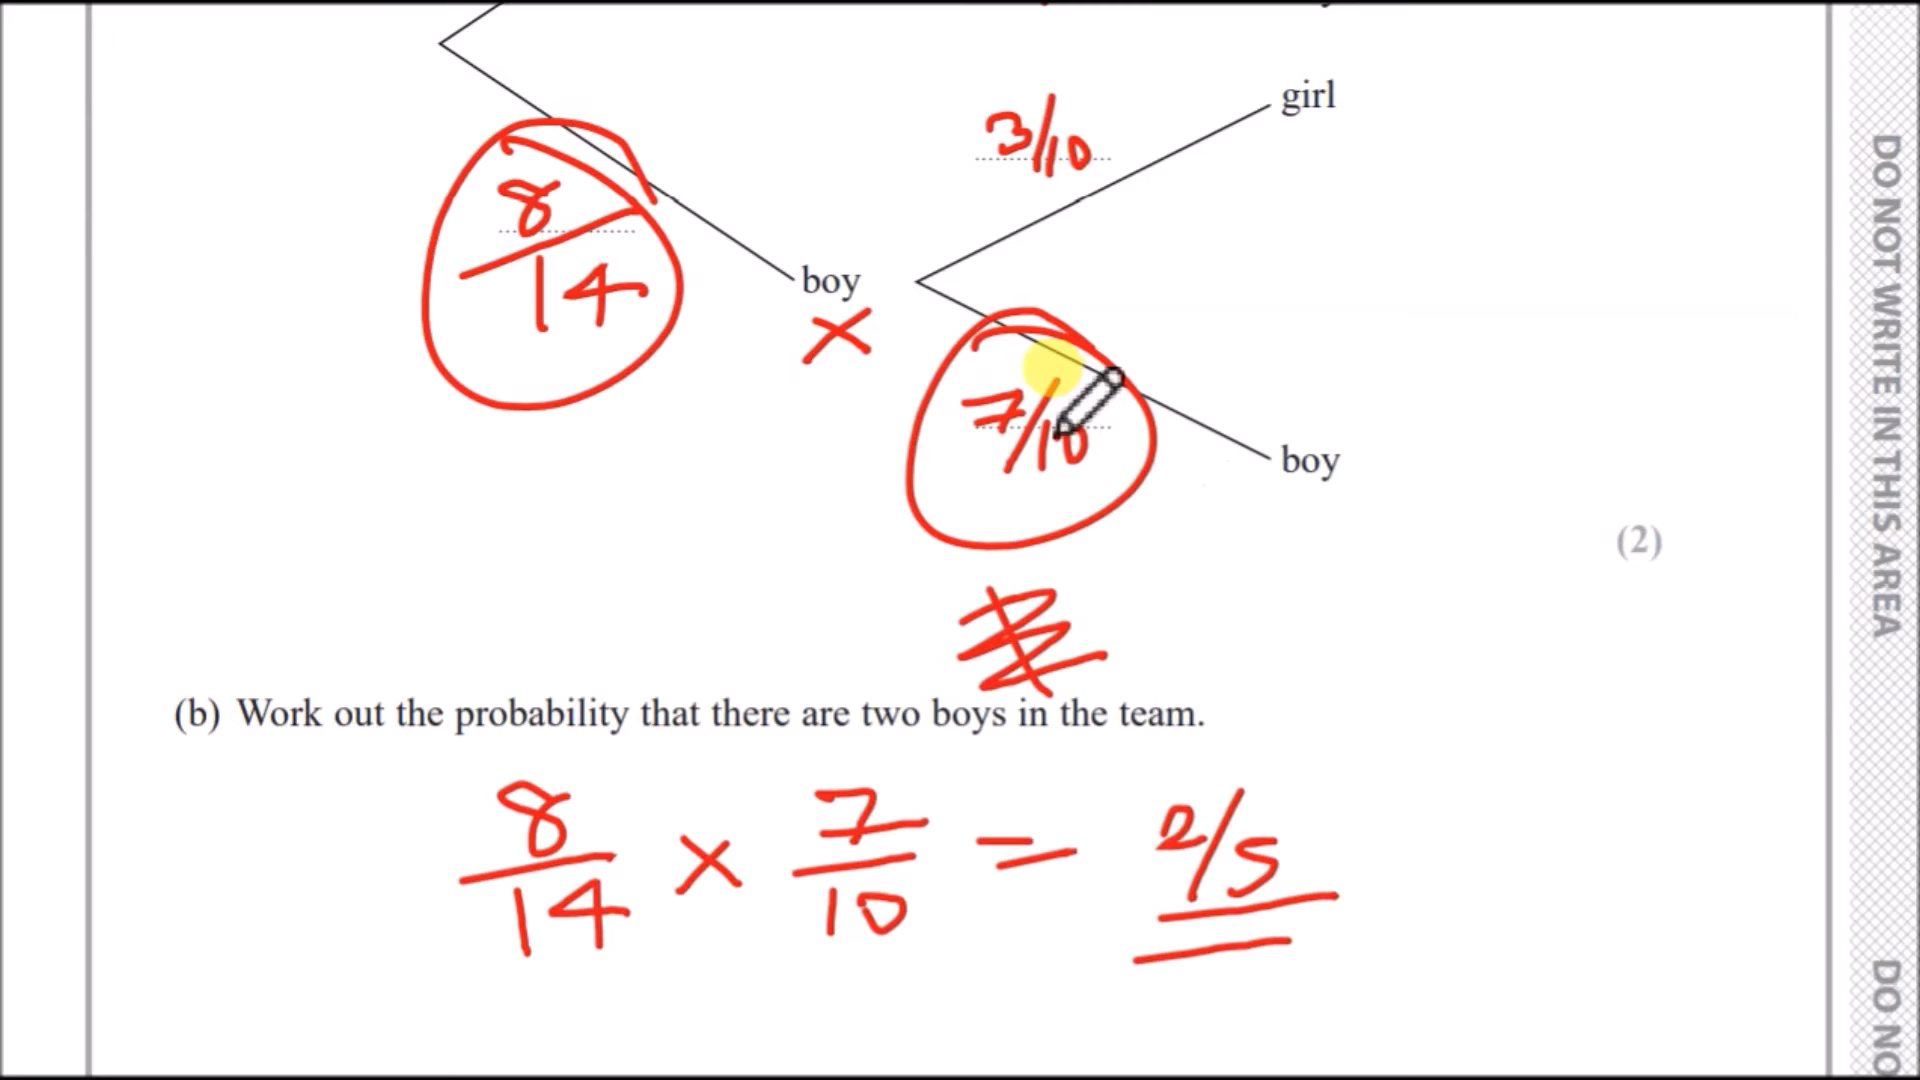 girl
3/10
8/14
boy
×
7/10
boy
(2)
(b) Work out the probability that there are two boys in the team.
8/14 × 7/10 = 2/5
DO NOT WRITE IN THIS AREA
DO NO